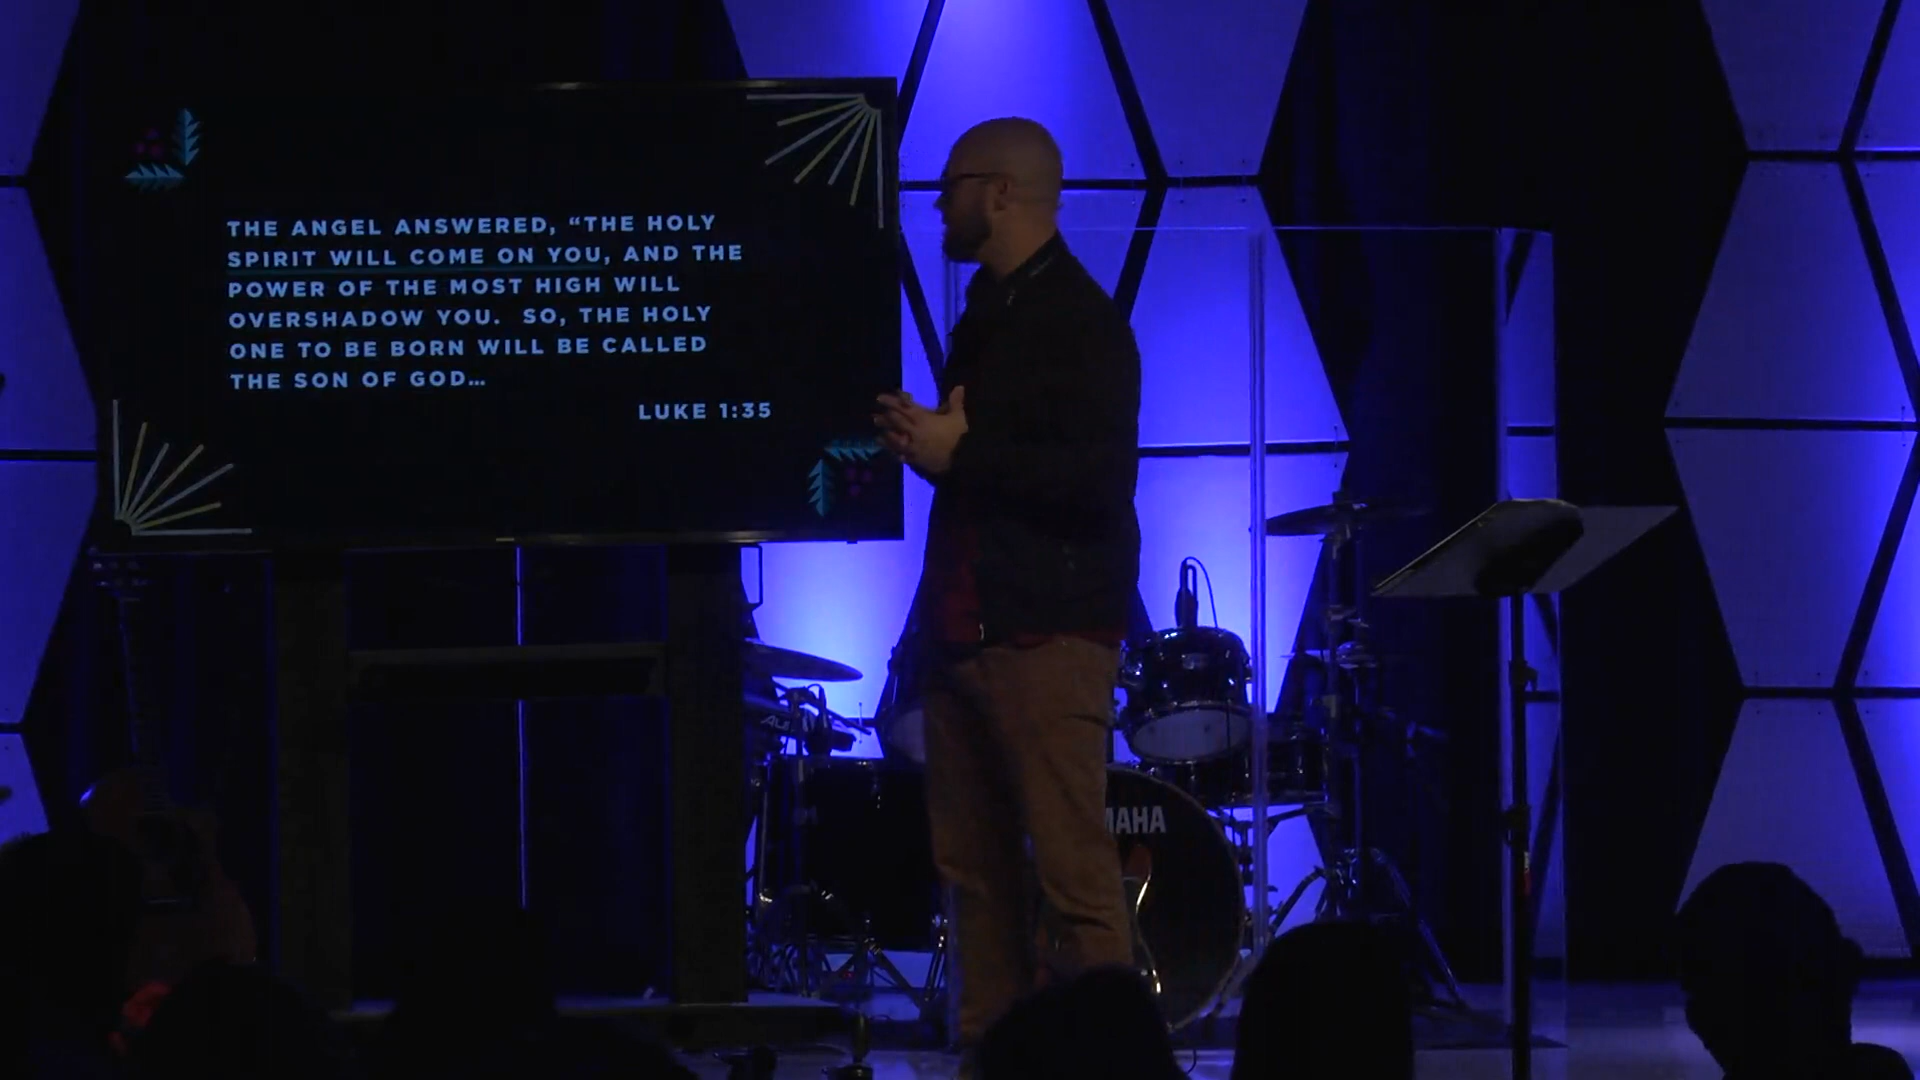 THE ANGEL ANSWERED, “THE HOLY
SPIRIT WILL COME ON YOU, AND THE
POWER OF THE MOST HIGH WILL
OVERSHADOW YOU.  SO, THE HOLY
ONE TO BE BORN WILL BE CALLED
THE SON OF GOD…
LUKE 1:35
MAHA